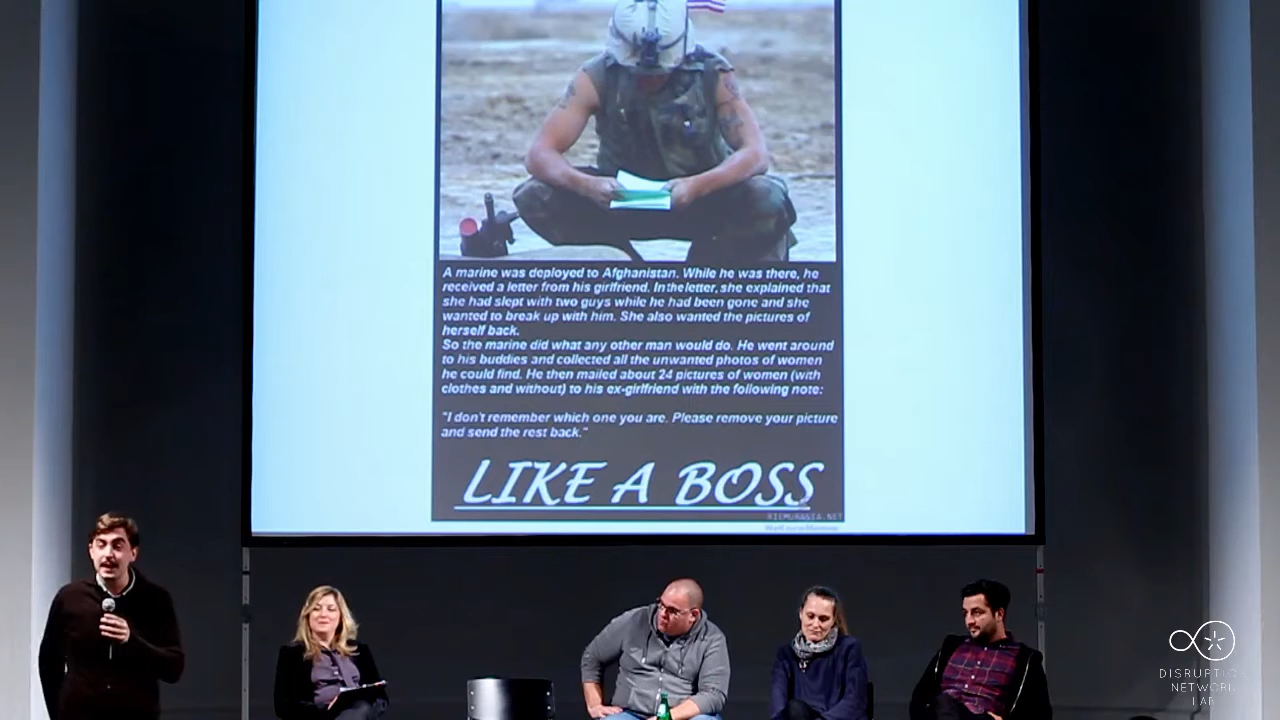 A marine was deployed to Afghanistan. While he was there, he
received a letter from his girlfriend. In the letter, she explained that
she had slept with two guys while he had been gone and she
wanted to break up with him. She also wanted the pictures of
herself back.
So the marine did what any other man would do. He went around
to his buddies and collected all the unwanted photos of women
he could find. He then mailed about 24 pictures of women (with
clothes and without) to his ex-girlfriend with the following note:
"I don't remember which one you are. Please remove your picture
and send the rest back."
LIKE A BOSS
RIEMURASIA.NET
DISRUPTION
NETWORK
LAB